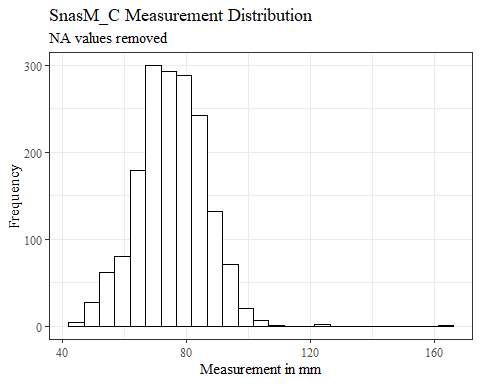 SnasM_C Measurement Distribution
NA values removed
300
200
100
0
Frequency
40
80
120
160
Measurement in mm